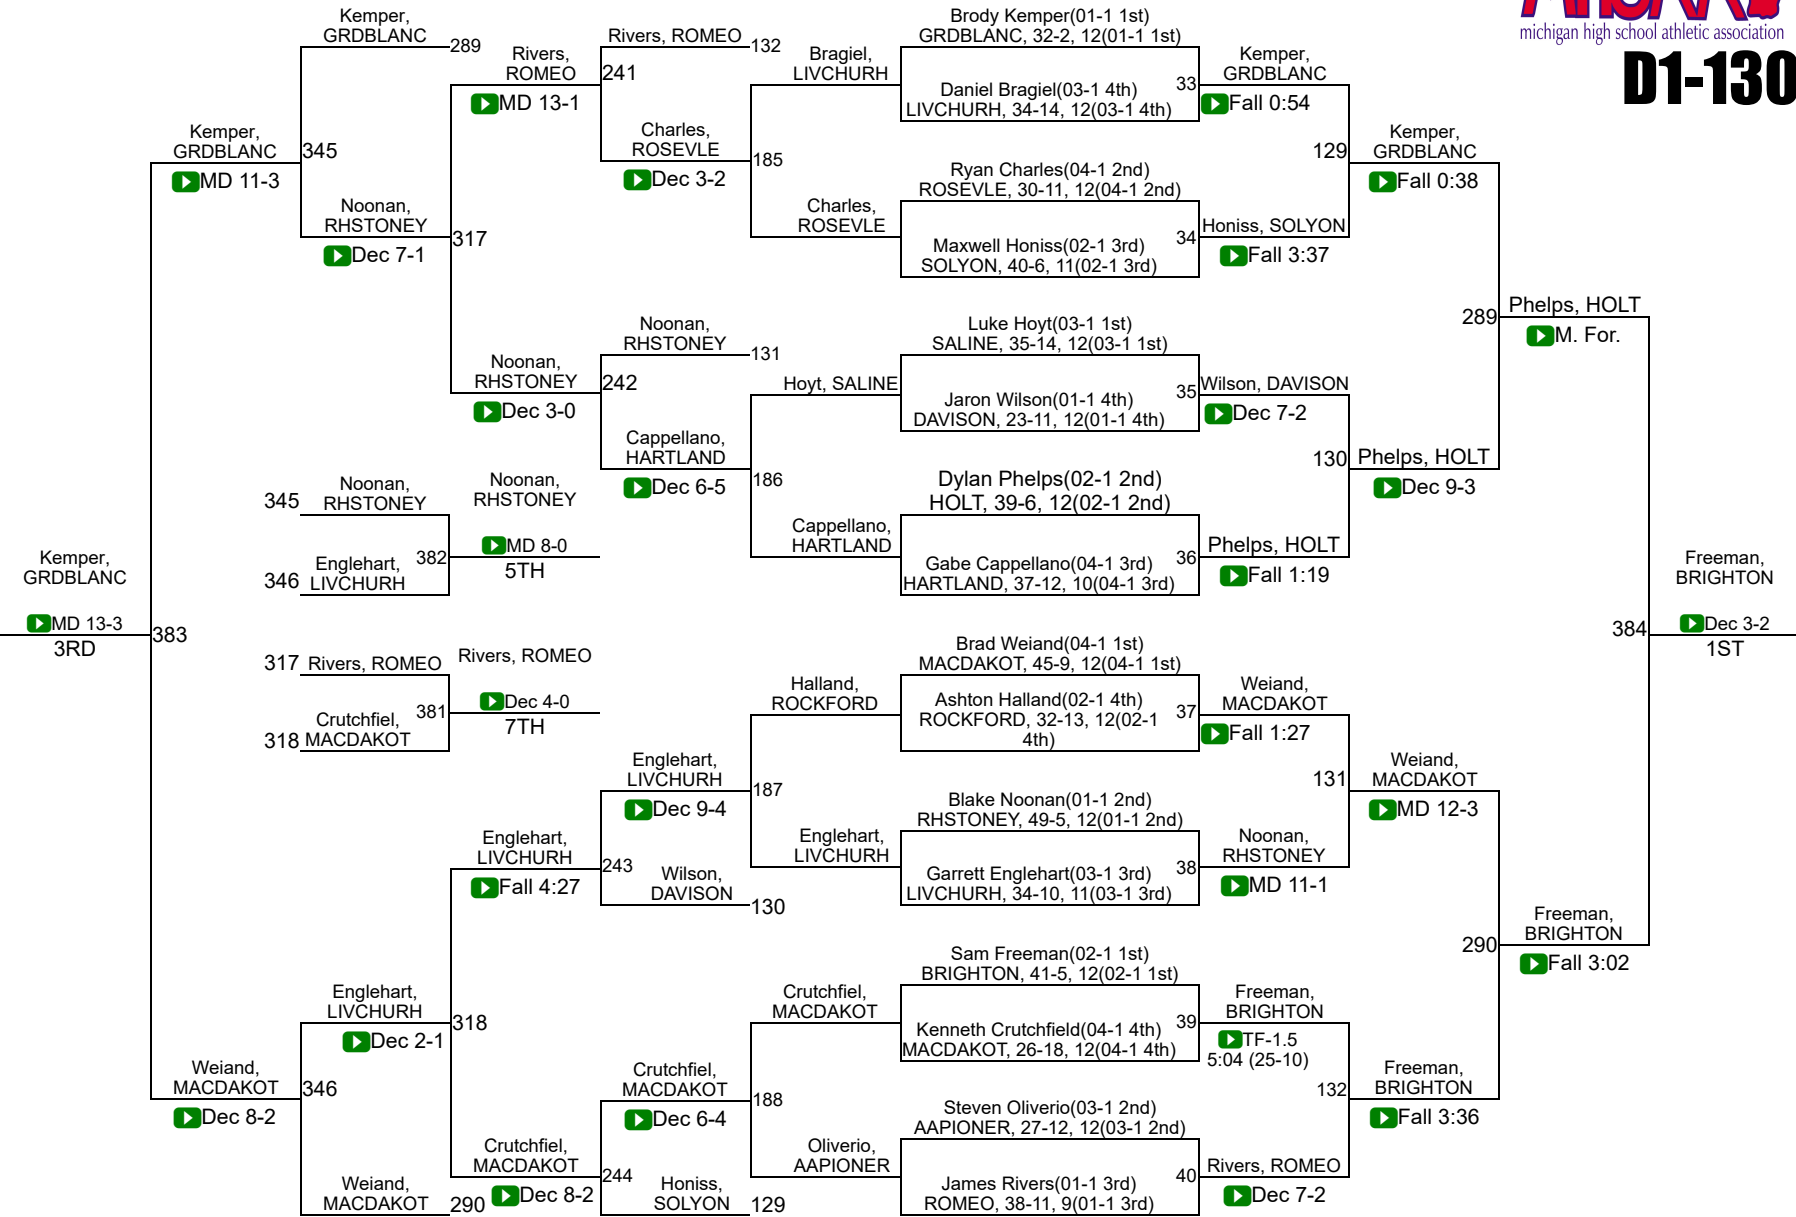 michigan high school athletic association
D1-130
Kemper,
GRDBLANC
289
Rivers,
ROMEO
MD 13-1
Rivers, ROMEO
132
241
Bragiel,
LIVCHURH
Brody Kemper(01-1 1st)
GRDBLANC, 32-2, 12(01-1 1st)
Daniel Bragiel(03-1 4th)
LIVCHURH, 34-14, 12(03-1 4th)
33
Kemper,
GRDBLANC
Fall 0:54
Kemper,
GRDBLANC
MD 11-3
345
Charles,
ROSEVLE
Dec 3-2
185
129
Kemper,
GRDBLANC
Fall 0:38
Noonan,
RHSTONEY
Dec 7-1
317
Charles,
ROSEVLE
Ryan Charles(04-1 2nd)
ROSEVLE, 30-11, 12(04-1 2nd)
Maxwell Honiss(02-1 3rd)
SOLYON, 40-6, 11(02-1 3rd)
34
Honiss, SOLYON
Fall 3:37
289
Phelps, HOLT
M. For.
Noonan,
RHSTONEY
131
Noonan,
RHSTONEY
Dec 3-0
242
Hoyt, SALINE
Luke Hoyt(03-1 1st)
SALINE, 35-14, 12(03-1 1st)
Jaron Wilson(01-1 4th)
DAVISON, 23-11, 12(01-1 4th)
35
Wilson, DAVISON
Dec 7-2
Cappellano,
HARTLAND
Dec 6-5
186
130
Phelps, HOLT
Dec 9-3
345
Noonan,
RHSTONEY
Noonan,
RHSTONEY
346
Englehart,
LIVCHURH
382
MD 8-0
5TH
Cappellano,
HARTLAND
Dylan Phelps(02-1 2nd)
HOLT, 39-6, 12(02-1 2nd)
Gabe Cappellano(04-1 3rd)
HARTLAND, 37-12, 10(04-1 3rd)
36
Phelps, HOLT
Fall 1:19
Kemper,
GRDBLANC
MD 13-3
3RD
383
384
Freeman,
BRIGHTON
Dec 3-2
1ST
317
Rivers, ROMEO
Rivers, ROMEO
318
Crutchfiel,
MACDAKOT
381
Dec 4-0
7TH
Halland,
ROCKFORD
Brad Weiand(04-1 1st)
MACDAKOT, 45-9, 12(04-1 1st)
Ashton Halland(02-1 4th)
ROCKFORD, 32-13, 12(02-1
4th)
37
Weiand,
MACDAKOT
Fall 1:27
Englehart,
LIVCHURH
Dec 9-4
187
131
Weiand,
MACDAKOT
MD 12-3
Englehart,
LIVCHURH
Fall 4:27
243
Wilson,
DAVISON
130
Englehart,
LIVCHURH
Blake Noonan(01-1 2nd)
RHSTONEY, 49-5, 12(01-1 2nd)
Garrett Englehart(03-1 3rd)
LIVCHURH, 34-10, 11(03-1 3rd)
38
Noonan,
RHSTONEY
MD 11-1
290
Freeman,
BRIGHTON
Fall 3:02
Englehart,
LIVCHURH
Dec 2-1
318
Crutchfiel,
MACDAKOT
Sam Freeman(02-1 1st)
BRIGHTON, 41-5, 12(02-1 1st)
Kenneth Crutchfield(04-1 4th)
MACDAKOT, 26-18, 12(04-1 4th)
39
Freeman,
BRIGHTON
TF-1.5
5:04 (25-10)
Weiand,
MACDAKOT
Dec 8-2
346
Crutchfiel,
MACDAKOT
Dec 6-4
188
132
Freeman,
BRIGHTON
Fall 3:36
Weiand,
MACDAKOT
290
Crutchfiel,
MACDAKOT
Dec 8-2
244
Honiss,
SOLYON
129
Oliverio,
AAPIONER
Steven Oliverio(03-1 2nd)
AAPIONER, 27-12, 12(03-1 2nd)
James Rivers(01-1 3rd)
ROMEO, 38-11, 9(01-1 3rd)
40
Rivers, ROMEO
Dec 7-2